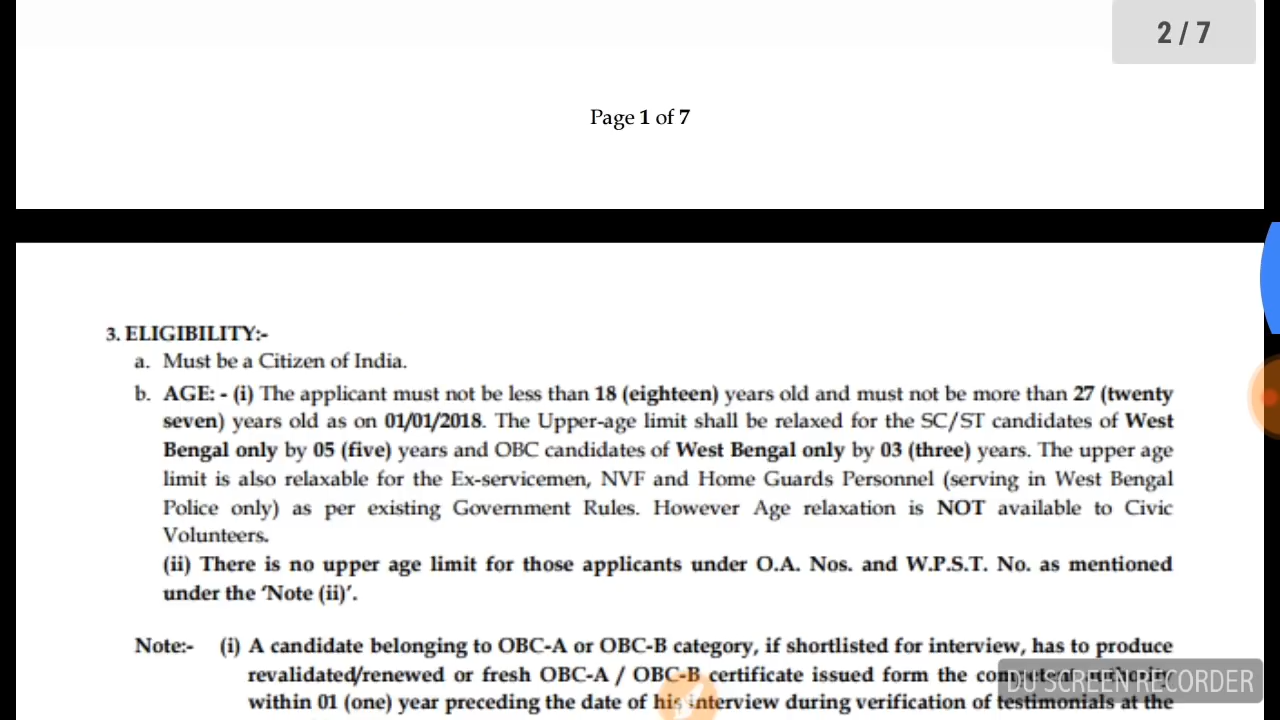 2 / 7
Page 1 of 7
3. ELIGIBILITY:-
a. Must be a Citizen of India.
b. AGE: - (i) The applicant must not be less than 18 (eighteen) years old and must not be more than 27 (twenty
seven) years old as on 01/01/2018. The Upper-age limit shall be relaxed for the SC/ST candidates of West
Bengal only by 05 (five) years and OBC candidates of West Bengal only by 03 (three) years. The upper age
limit is also relaxable for the Ex-servicemen, NVF and Home Guards Personnel (serving in West Bengal
Police only) as per existing Government Rules. However Age relaxation is NOT available to Civic
Volunteers.
(ii) There is no upper age limit for those applicants under O.A. Nos. and W.P.S.T. No. as mentioned
under the 'Note (ii)'.
Note:- (i) A candidate belonging to OBC-A or OBC-B category, if shortlisted for interview, has to produce
revalidated/renewed or fresh OBC-A / OBC-B certificate issued form the competent authority
within 01 (one) year preceding the date of his interview during verification of testimonials at the
DU SCREEN RECORDER